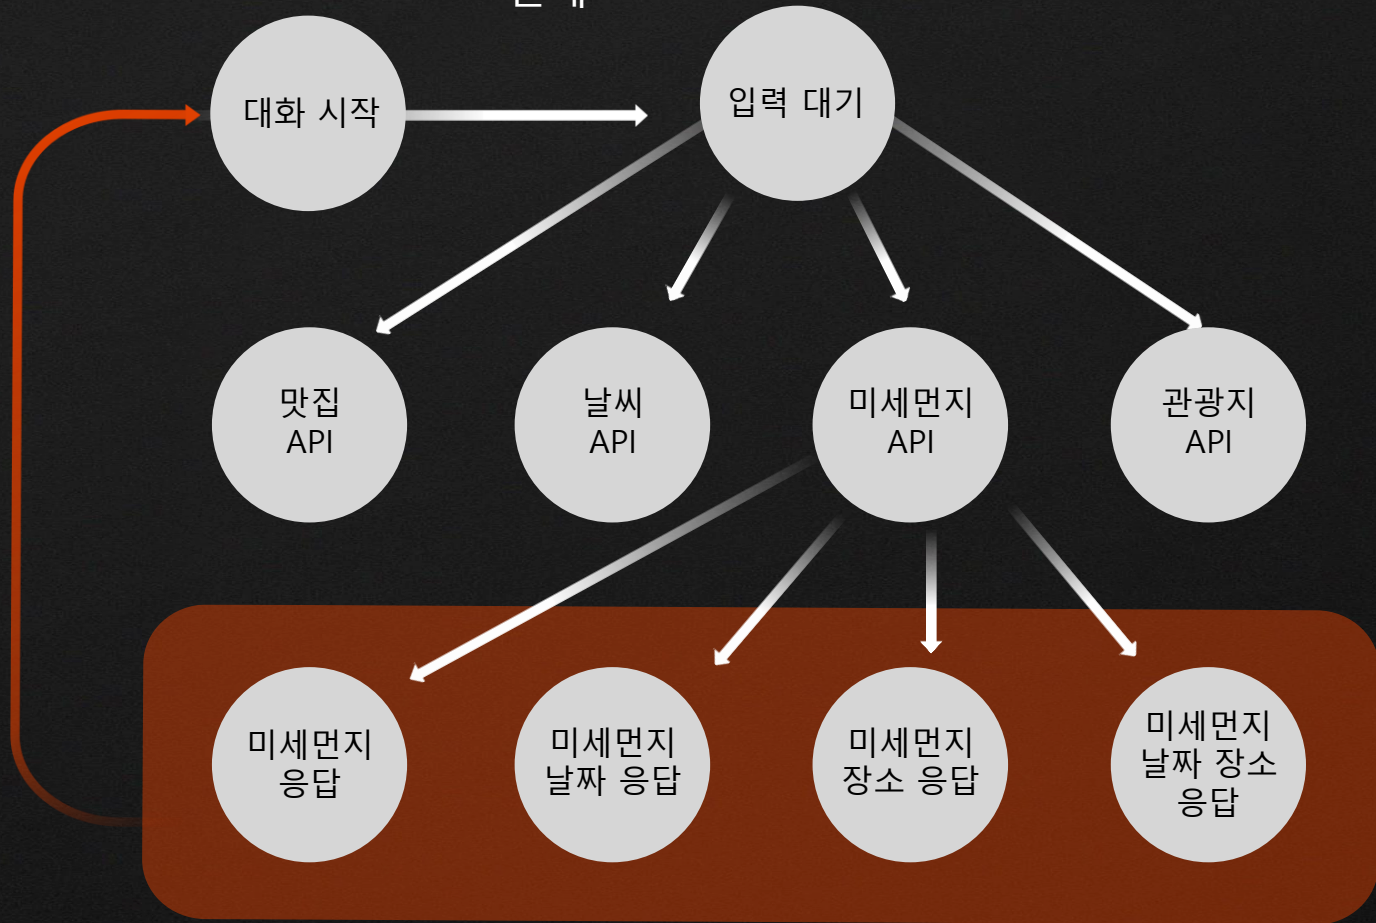 대화 시작
입력 대기
맛집
API
날씨
API
미세먼지
API
관광지
API
미세먼지
응답
미세먼지
날짜 응답
미세먼지
장소 응답
미세먼지
날짜 장소
응답